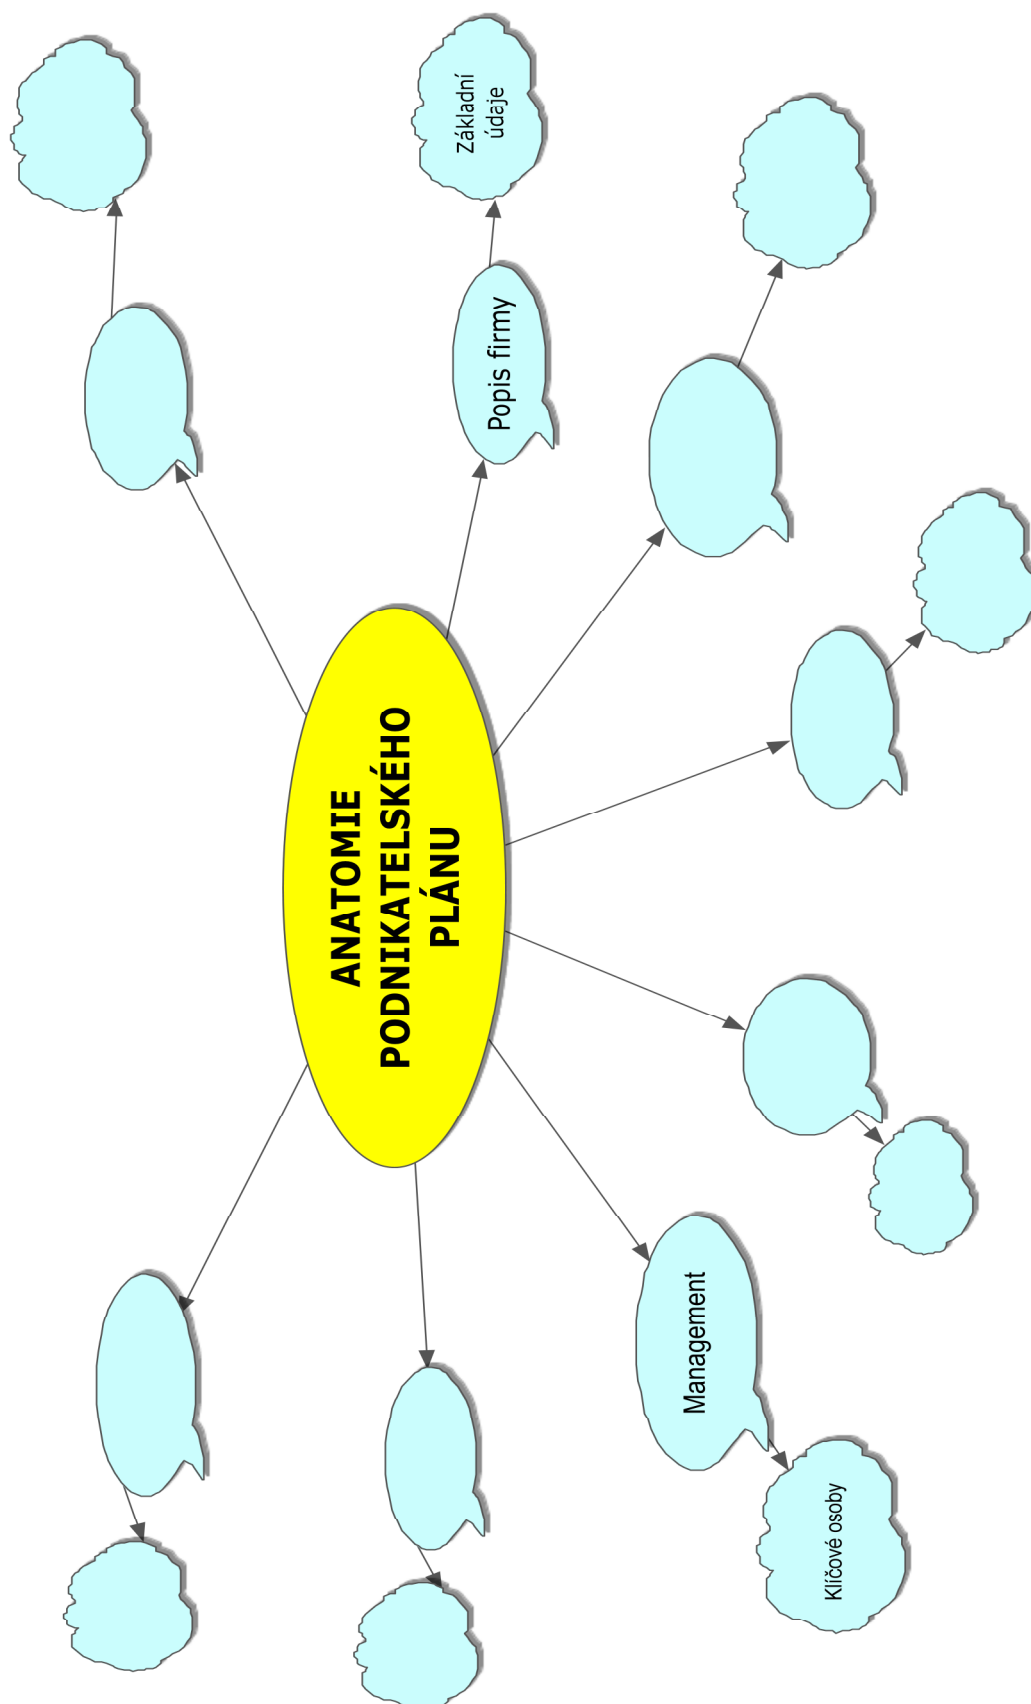 ANATOMIE
PODNIKATELSKÉHO
PLÁNU
Základní
údaje
Popis firmy
Management
Klíčové osoby